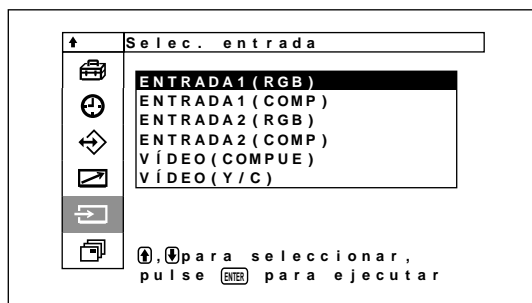 Selec. entrada
ENTRADA1(RGB)
ENTRADA1(COMP)
ENTRADA2(RGB)
ENTRADA2(COMP)
VÍDEO(COMPUE)
VÍDEO(Y/C)
,para seleccionar,
pulse ENTER para ejecutar